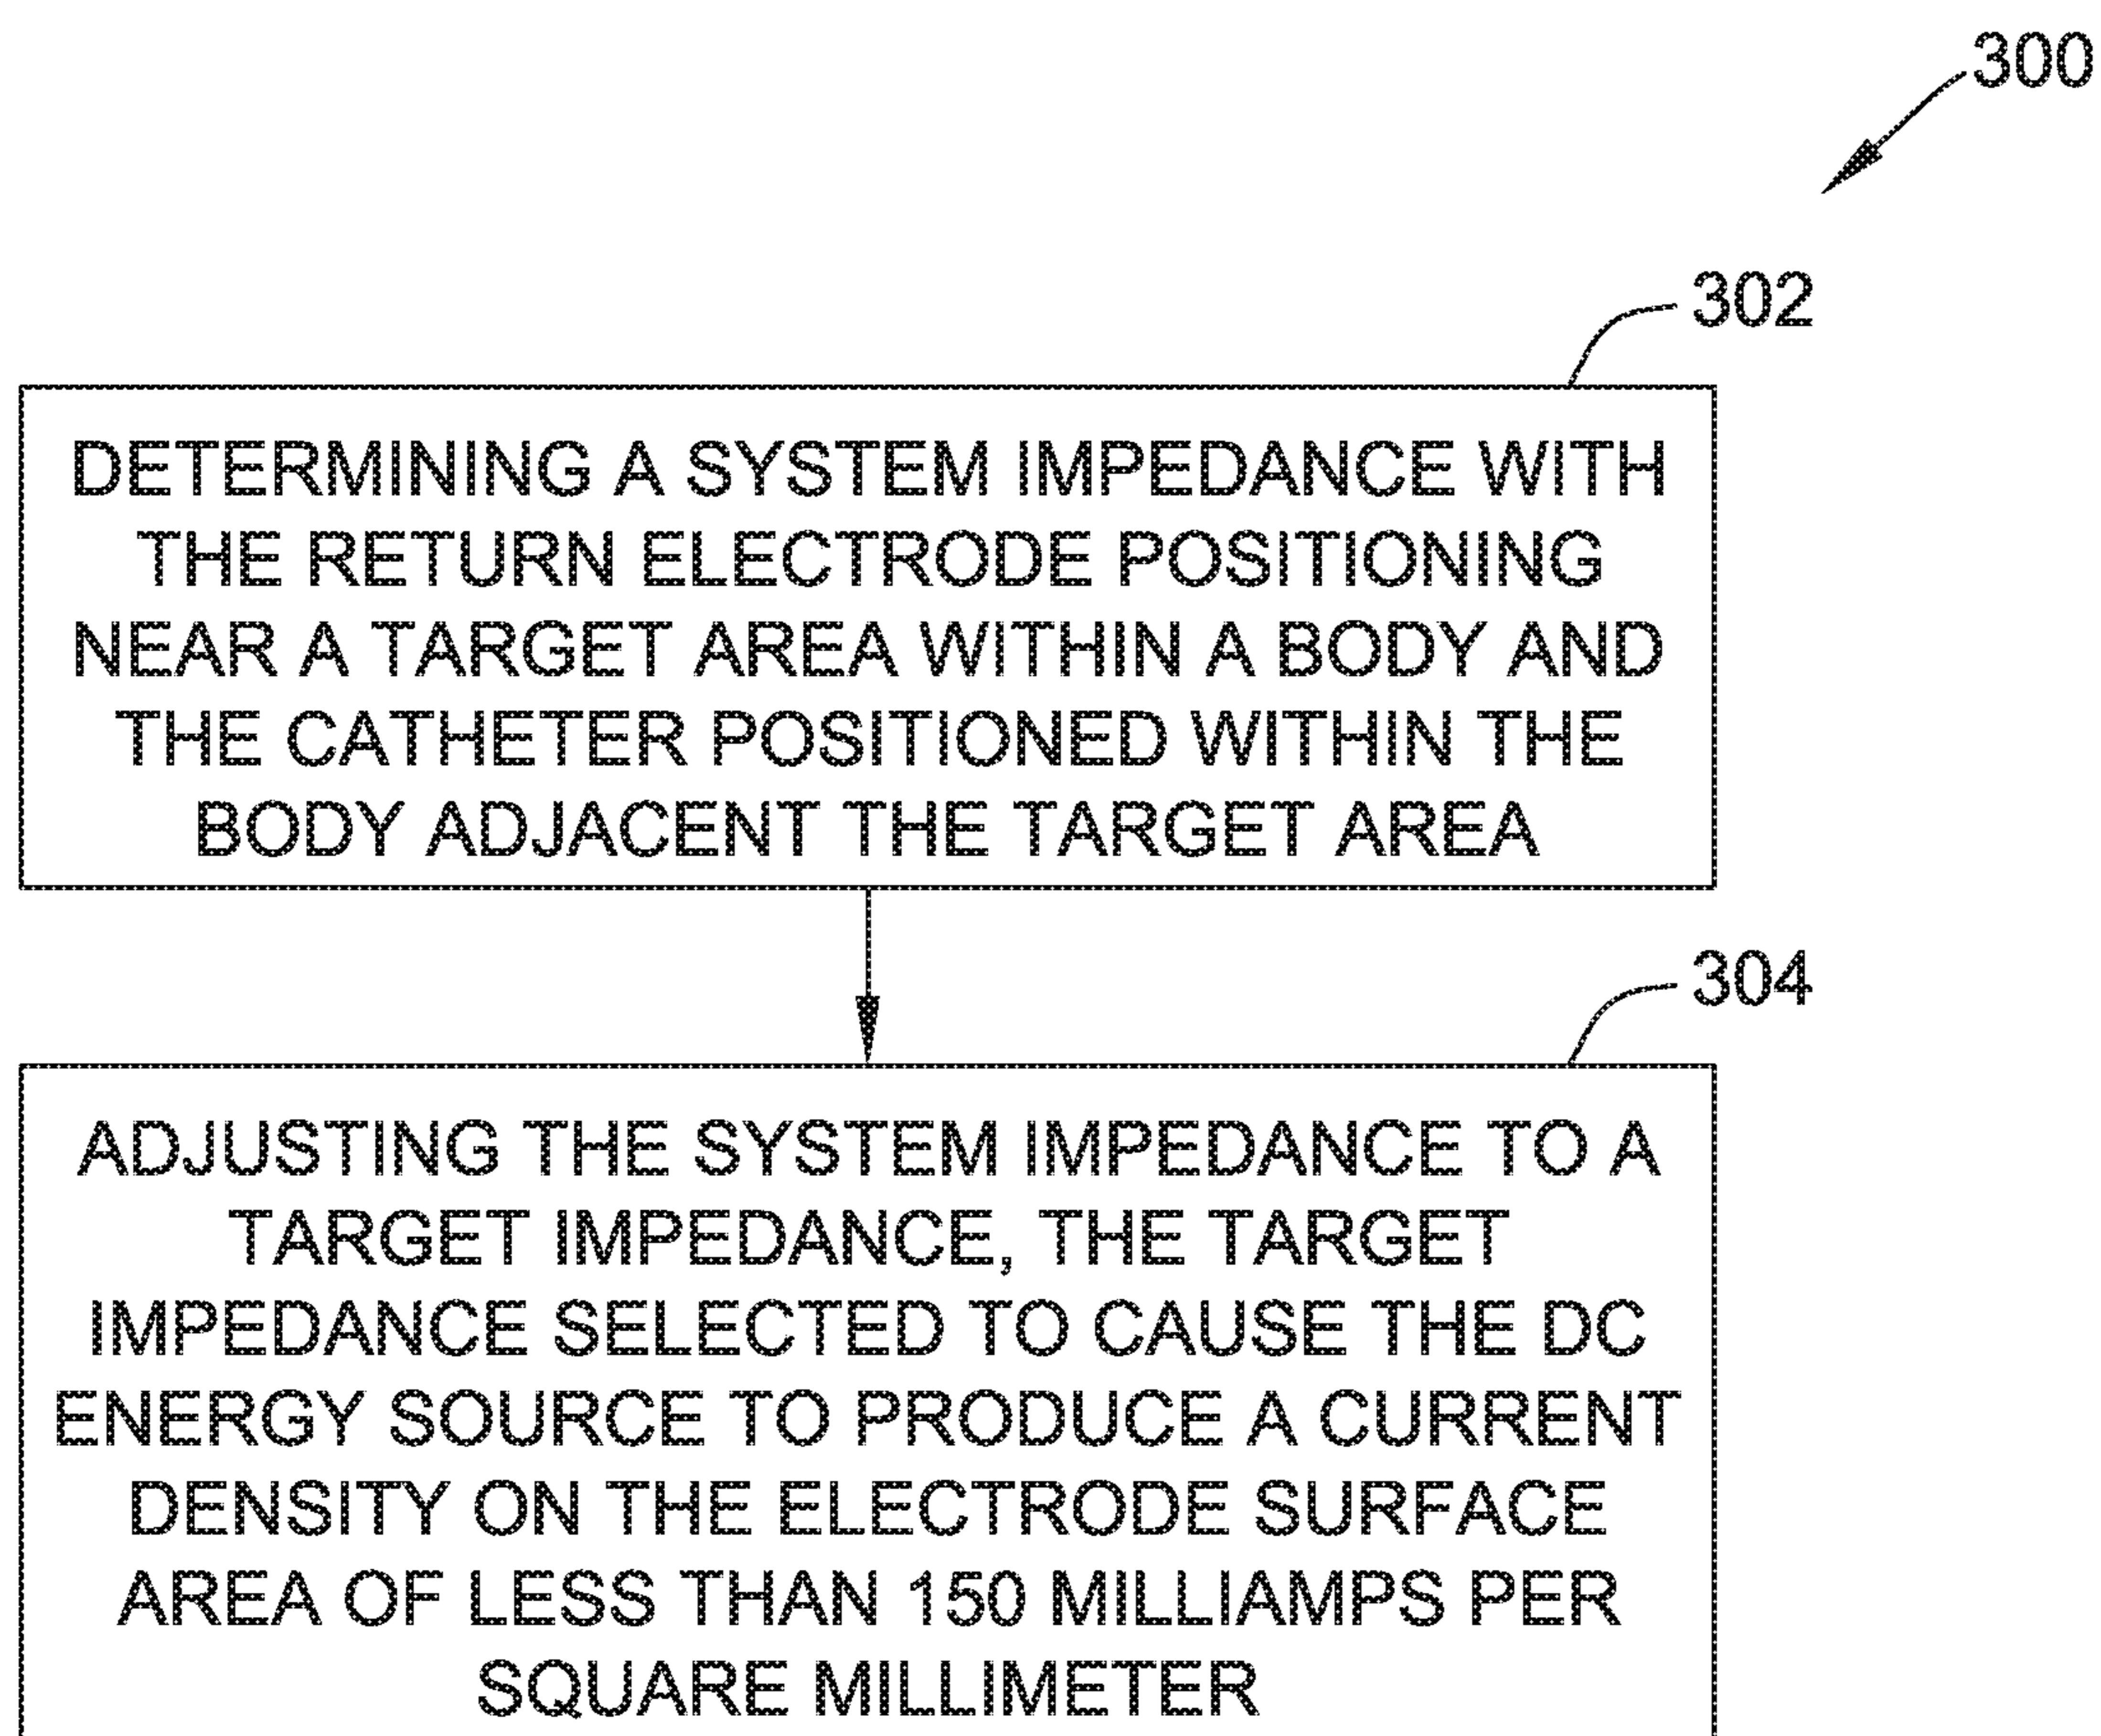 300
302
DETERMINING A SYSTEM IMPEDANCE WITH
THE RETURN ELECTRODE POSITIONING
NEAR A TARGET AREA WITHIN A BODY AND
THE CATHETER POSITIONED WITHIN THE
BODY ADJACENT THE TARGET AREA
304
ADJUSTING THE SYSTEM IMPEDANCE TO A
TARGET IMPEDANCE, THE TARGET
IMPEDANCE SELECTED TO CAUSE THE DC
ENERGY SOURCE TO PRODUCE A CURRENT
DENSITY ON THE ELECTRODE SURFACE
AREA OF LESS THAN 150 MILLIAMPS PER
SQUARE MILLIMETER